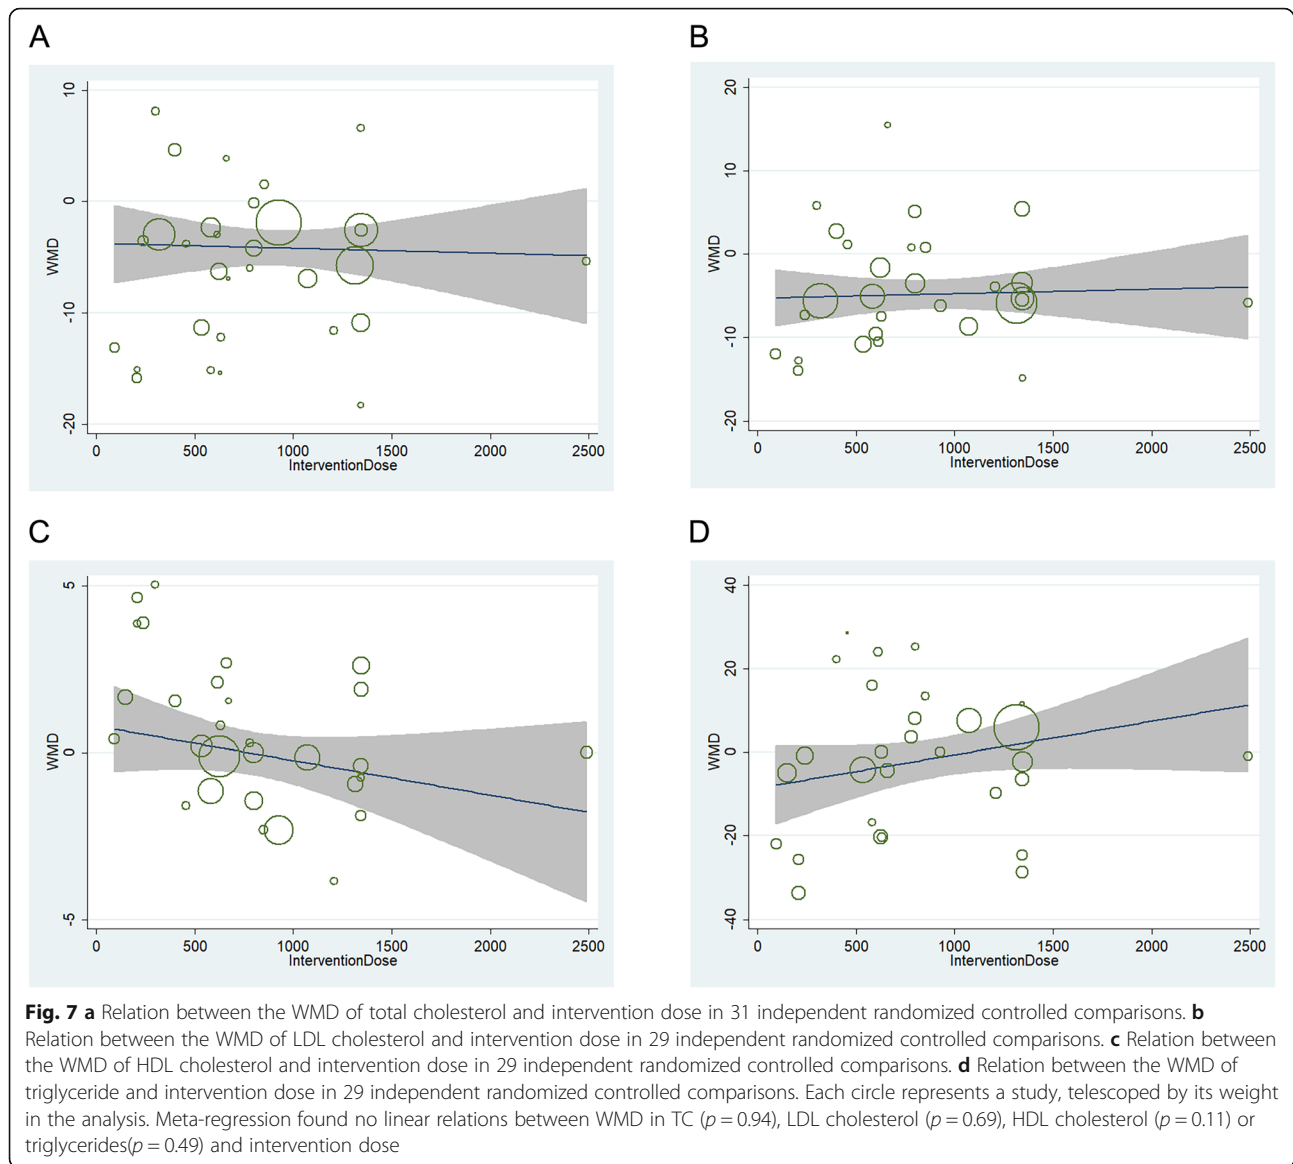 A
10
0
-10
-20
WMD
0 500 1000 1500 2000 2500
InterventionDose
B
20
10
0
-10
-20
WMD
0 500 1000 1500 2000 2500
InterventionDose
C
5
0
-5
WMD
0 500 1000 1500 2000 2500
InterventionDose
D
40
20
0
-20
-40
WMD
0 500 1000 1500 2000 2500
InterventionDose
Fig. 7 a Relation between the WMD of total cholesterol and intervention dose in 31 independent randomized controlled comparisons. b
Relation between the WMD of LDL cholesterol and intervention dose in 29 independent randomized controlled comparisons. c Relation between
the WMD of HDL cholesterol and intervention dose in 29 independent randomized controlled comparisons. d Relation between the WMD of
triglyceride and intervention dose in 29 independent randomized controlled comparisons. Each circle represents a study, telescoped by its weight
in the analysis. Meta-regression found no linear relations between WMD in TC (p = 0.94), LDL cholesterol (p = 0.69), HDL cholesterol (p = 0.11) or
triglycerides(p = 0.49) and intervention dose